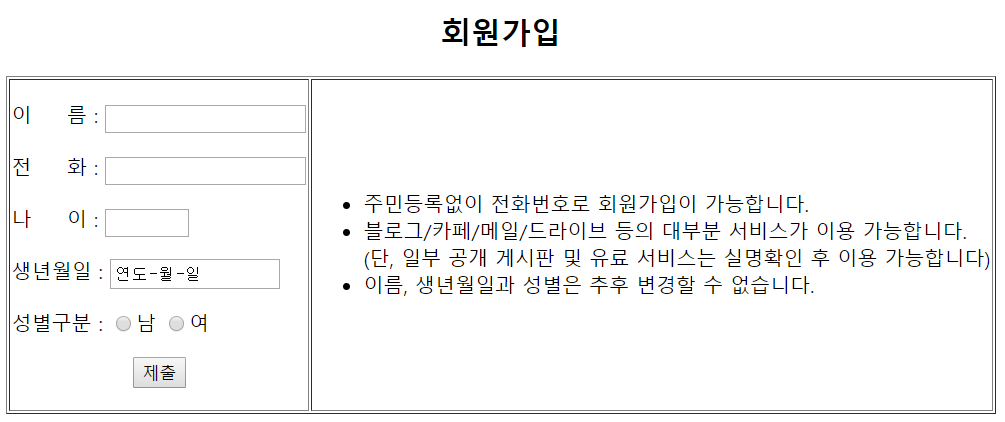 회원가입
이 름 :
전 화 :
나 이 :
생년월일 : 연도-월-일
성별구분 : 남 여
제출
주민등록없이 전화번호로 회원가입이 가능합니다.
블로그/카페/메일/드라이브 등의 대부분 서비스가 이용 가능합니다.
(단, 일부 공개 게시판 및 유료 서비스는 실명확인 후 이용 가능합니다)
이름, 생년월일과 성별은 추후 변경할 수 없습니다.